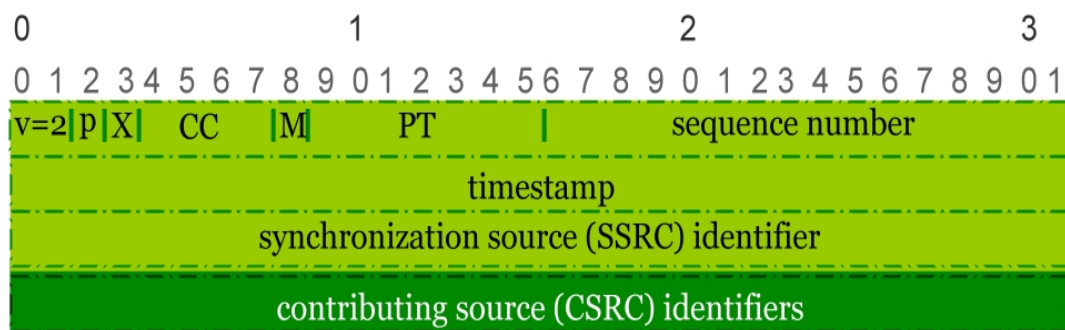 0 1 2 3
0 1 2 3 4 5 6 7 8 9 0 1 2 3 4 5 6 7 8 9 0 1 2 3 4 5 6 7 8 9 0 1
v=2 p X CC M PT sequence number
timestamp
synchronization source (SSRC) identifier
contributing source (CSRC) identifiers